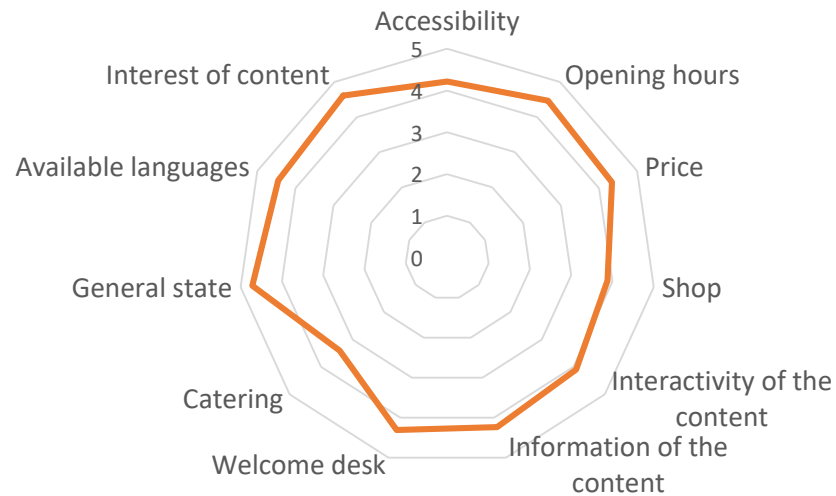 Accessibility
5
Interest of content
Opening hours
4
3
Available languages
Price
2
1
0
General state
Shop
Interactivity of the
content
Catering
Information of the
content
Welcome desk